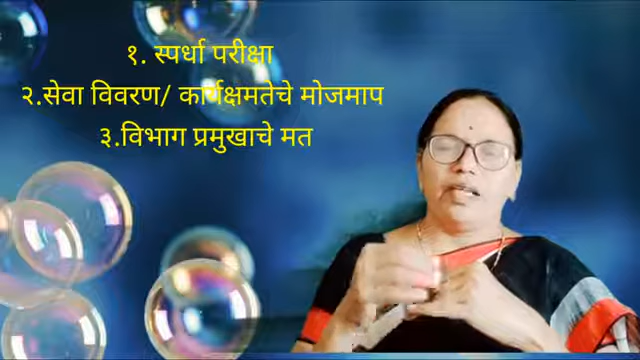 १. स्पर्धा परीक्षा
२.सेवा विवरण/ कार्यक्षमतेचे मोजमाप
३.विभाग प्रमुखाचे मत